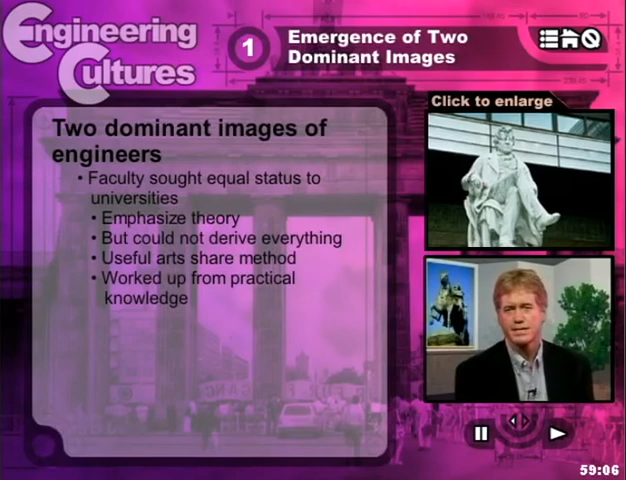 Engineering
Cultures
1
Emergence of Two
Dominant Images
Click to enlarge
Two dominant images of
engineers
• Faculty sought equal status to
universities
• Emphasize theory
• But could not derive everything
• Useful arts share method
• Worked up from practical
knowledge
59:06